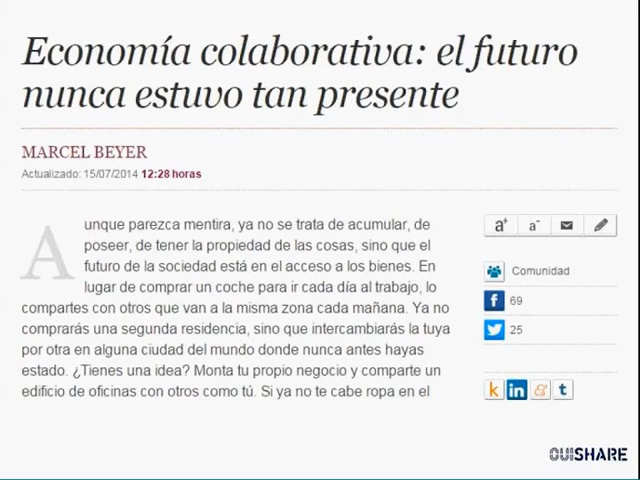 Economía colaborativa: el futuro
nunca estuvo tan presente
MARCEL BEYER
Actualizado: 15/07/2014 12:28 horas
Aunque parezca mentira, ya no se trata de acumular, de
poseer, de tener la propiedad de las cosas, sino que el
futuro de la sociedad está en el acceso a los bienes. En
lugar de comprar un coche para ir cada día al trabajo, lo
compartes con otros que van a la misma zona cada mañana. Ya no
comprarás una segunda residencia, sino que intercambiarás la tuya
por otra en alguna ciudad del mundo donde nunca antes hayas
estado. ¿Tienes una idea? Monta tu propio negocio y comparte un
edificio de oficinas con otros como tú. Si ya no te cabe ropa en el
a+ a-
Comunidad
f 69
25
k in t
OUISHARE